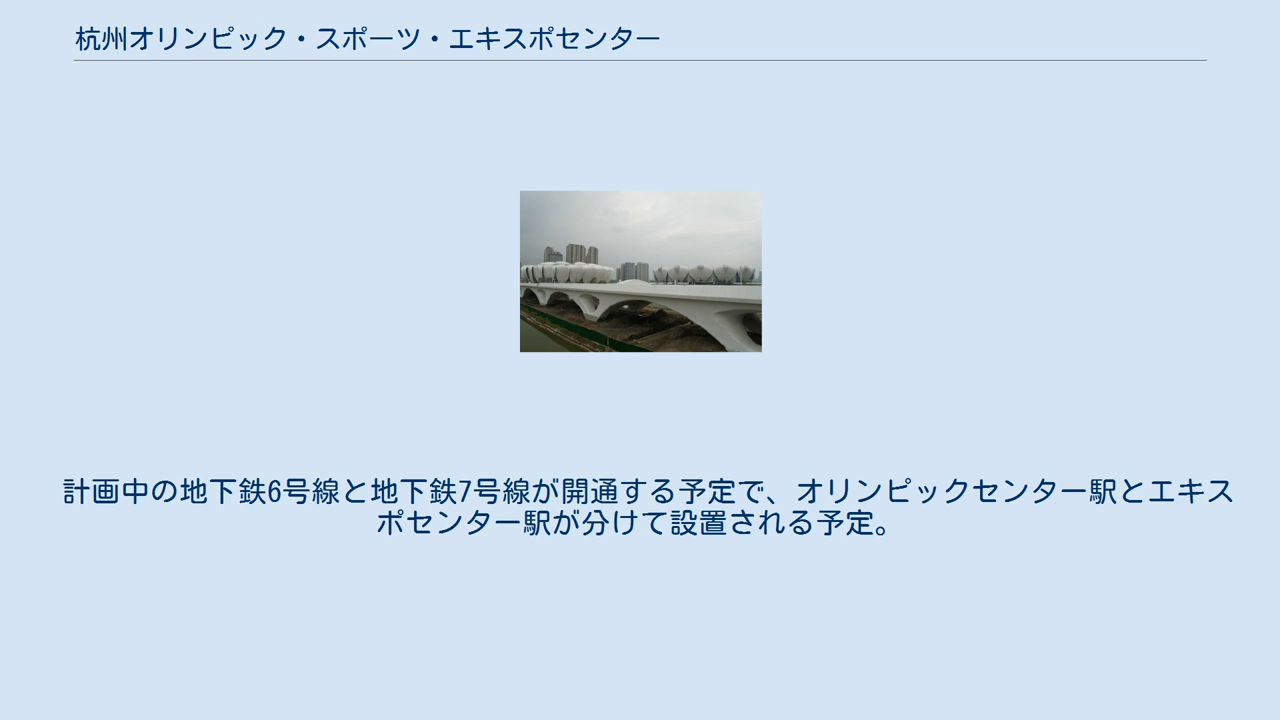 杭州オリンピック・スポーツ・エキスポセンター
計画中の地下鉄6号線と地下鉄7号線が開通する予定で、オリンピックセンター駅とエキス
ポセンター駅が分けて設置される予定。